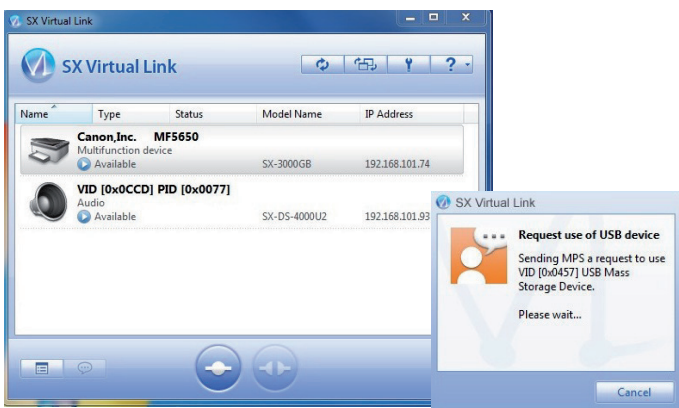 SX Virtual Link
SX Virtual Link
?
Name Type Status Model Name IP Address
Canon,Inc. MF5650
Multifunction device
Available SX-3000GB 192.168.101.74
VID [0x0CCD] PID [0x0077]
Audio
Available SX-DS-4000U2 192.168.101.93
SX Virtual Link
Request use of USB device
Sending MPS a request to use
VID [0x0457] USB Mass
Storage Device.
Please wait...
Cancel